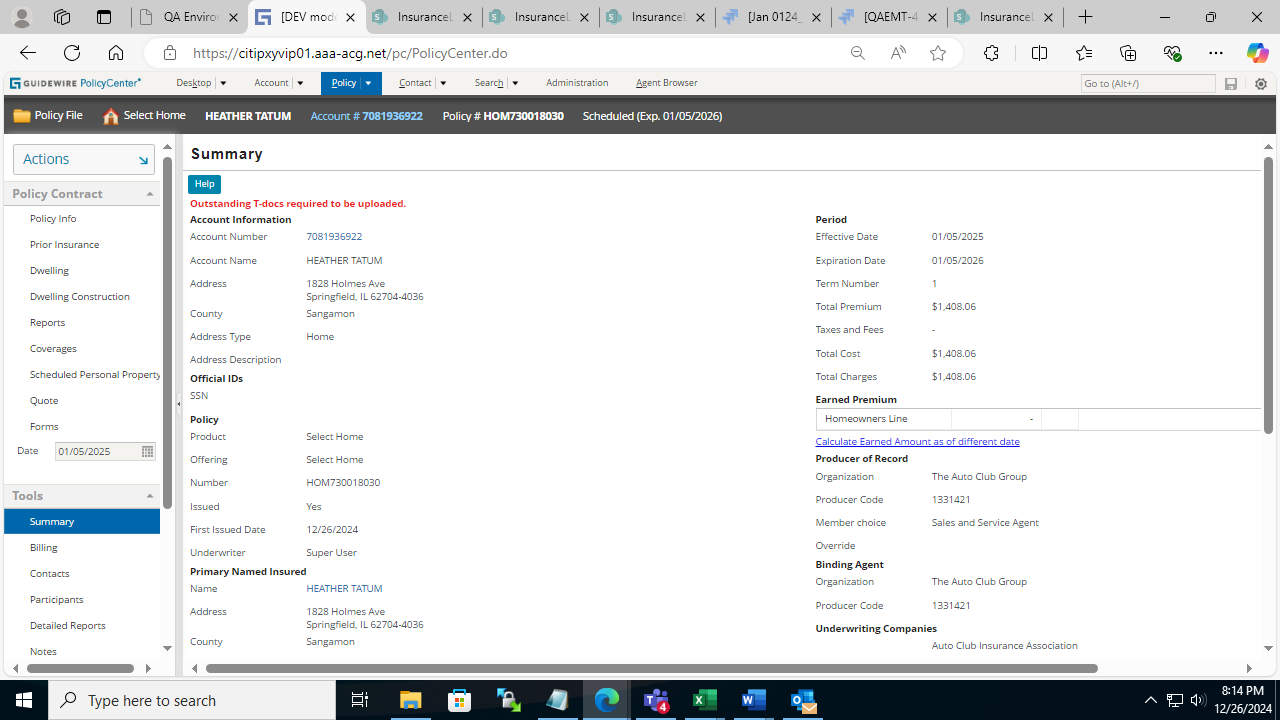 QA Environ
[DEV mode
InsuranceL
InsuranceL
InsuranceL
[Jan 0124_
[QAEMT-4
InsuranceL
https://citipxyvip01.aaa-acg.net/pc/PolicyCenter.do
GUIDEWIRE PolicyCenter
Desktop
Account
Policy
Contact
Search
Administration
Agent Browser
Go to (Alt+/)
Policy File
Select Home
HEATHER TATUM
Account # 7081936922
Policy # HOM730018030
Scheduled (Exp. 01/05/2026)
Actions
Policy Contract
Policy Info
Prior Insurance
Dwelling
Dwelling Construction
Reports
Coverages
Scheduled Personal Property
Quote
Forms
Date 01/05/2025
Tools
Summary
Billing
Contacts
Participants
Detailed Reports
Notes
Summary
Help
Outstanding T-docs required to be uploaded.
Account Information
Account Number 7081936922
Account Name HEATHER TATUM
Address 1828 Holmes Ave
Springfield, IL 62704-4036
County Sangamon
Address Type Home
Address Description
Official IDs
SSN
Policy
Product Select Home
Offering Select Home
Number HOM730018030
Issued Yes
First Issued Date 12/26/2024
Underwriter Super User
Primary Named Insured
Name HEATHER TATUM
Address 1828 Holmes Ave
Springfield, IL 62704-4036
County Sangamon
Period
Effective Date 01/05/2025
Expiration Date 01/05/2026
Term Number 1
Total Premium $1,408.06
Taxes and Fees -
Total Cost $1,408.06
Total Charges $1,408.06
Earned Premium
Homeowners Line -
Calculate Earned Amount as of different date
Producer of Record
Organization The Auto Club Group
Producer Code 1331421
Member choice Sales and Service Agent
Override
Binding Agent
Organization The Auto Club Group
Producer Code 1331421
Underwriting Companies
Auto Club Insurance Association
Type here to search
4
8:14 PM
12/26/2024